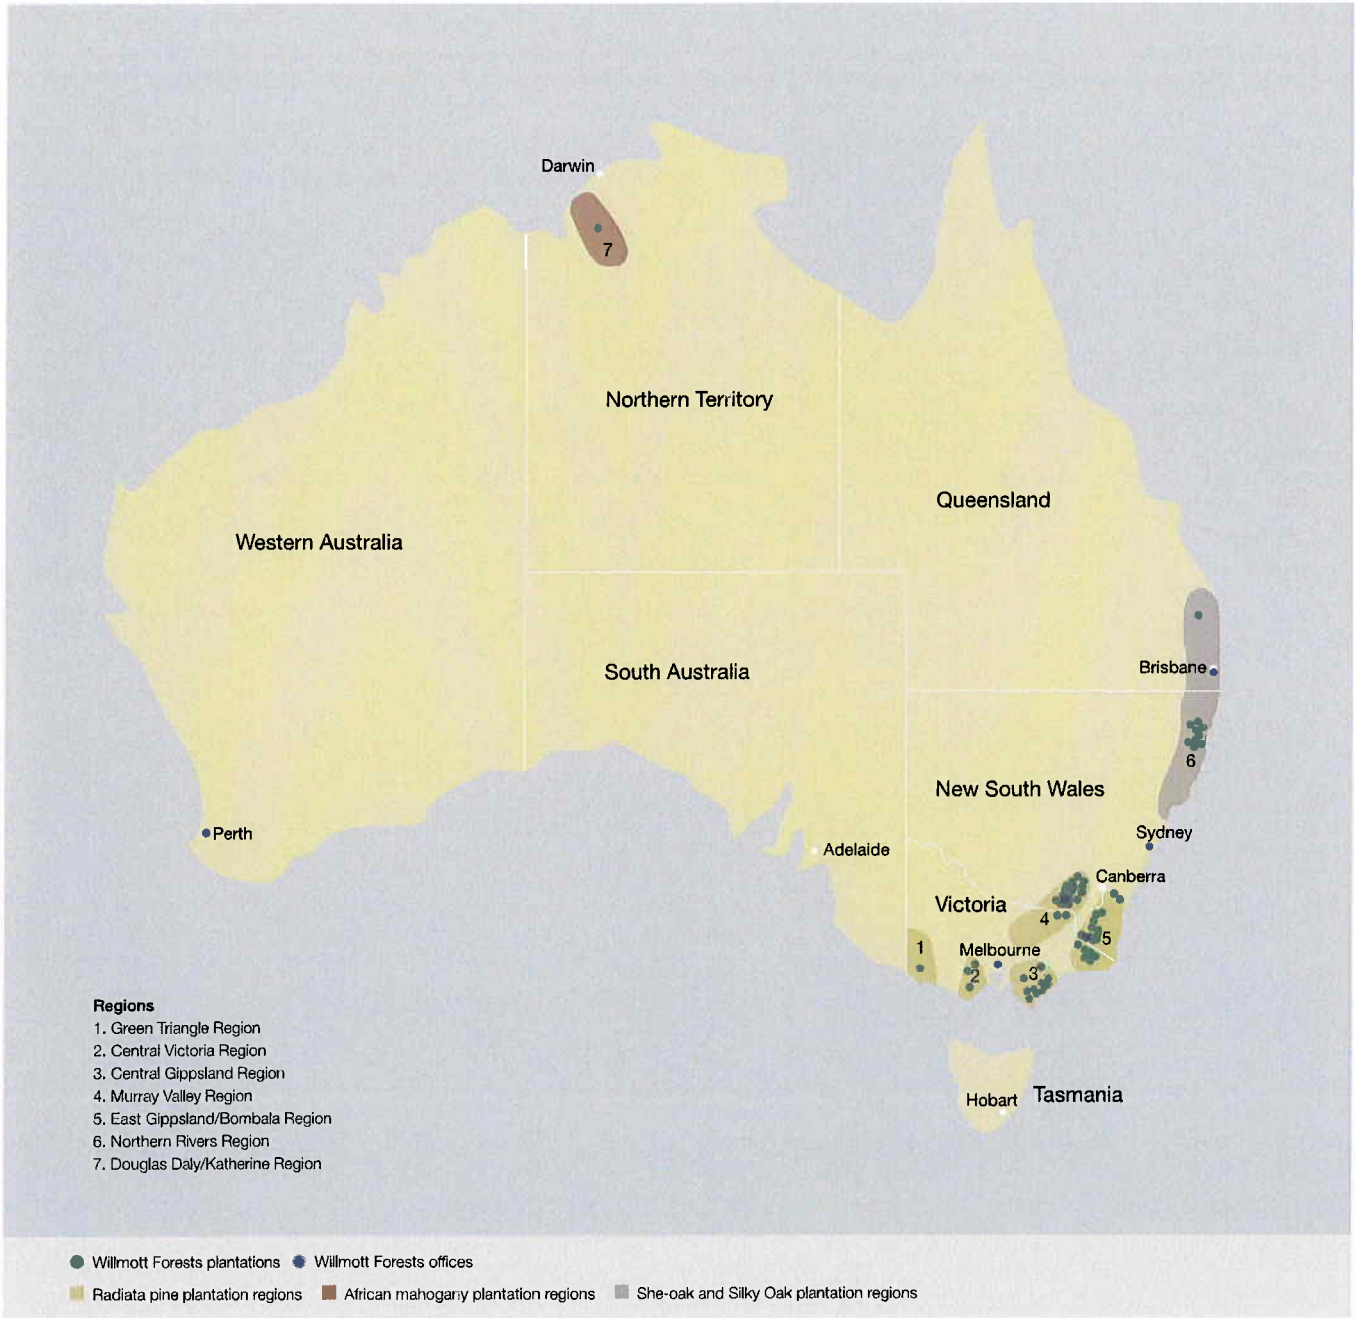 Darwin
7
Northern Territory
Queensland
Western Australia
South Australia
Brisbane
6
New South Wales
Sydney
Perth
Adelaide
Canberra
Victoria
4
5
1
Melbourne
2
3
Hobart
Tasmania
Regions
1. Green Triangle Region
2. Central Victoria Region
3. Central Gippsland Region
4. Murray Valley Region
5. East Gippsland/Bombala Region
6. Northern Rivers Region
7. Douglas Daly/Katherine Region
Willmott Forests plantations
Willmott Forests offices
Radiata pine plantation regions
African mahogany plantation regions
She-oak and Silky Oak plantation regions